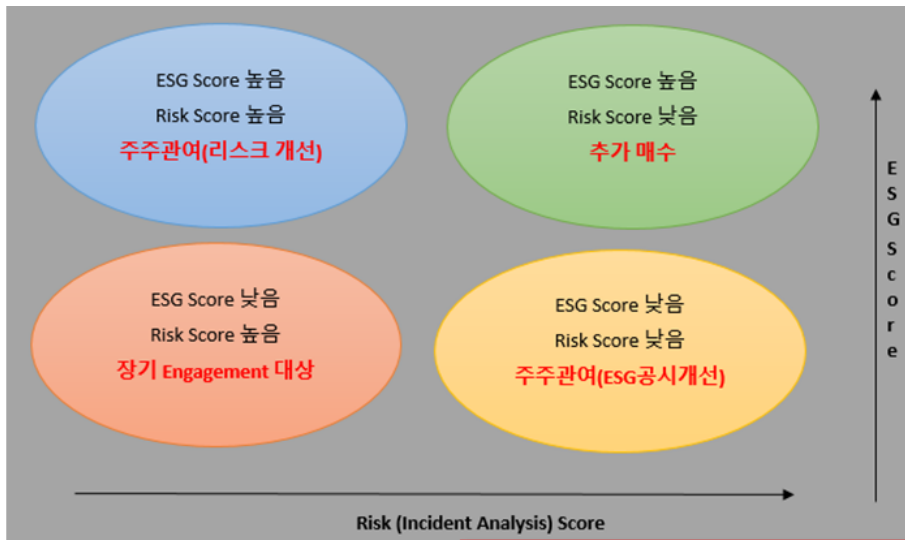 ESG Score 높음
Risk Score 높음
주주관여(리스크 개선)
ESG Score 높음
Risk Score 낮음
추가 매수
ESG Score 낮음
Risk Score 높음
장기 Engagement 대상
ESG Score 낮음
Risk Score 낮음
주주관여(ESG공시개선)
ESG Score
Risk (Incident Analysis) Score